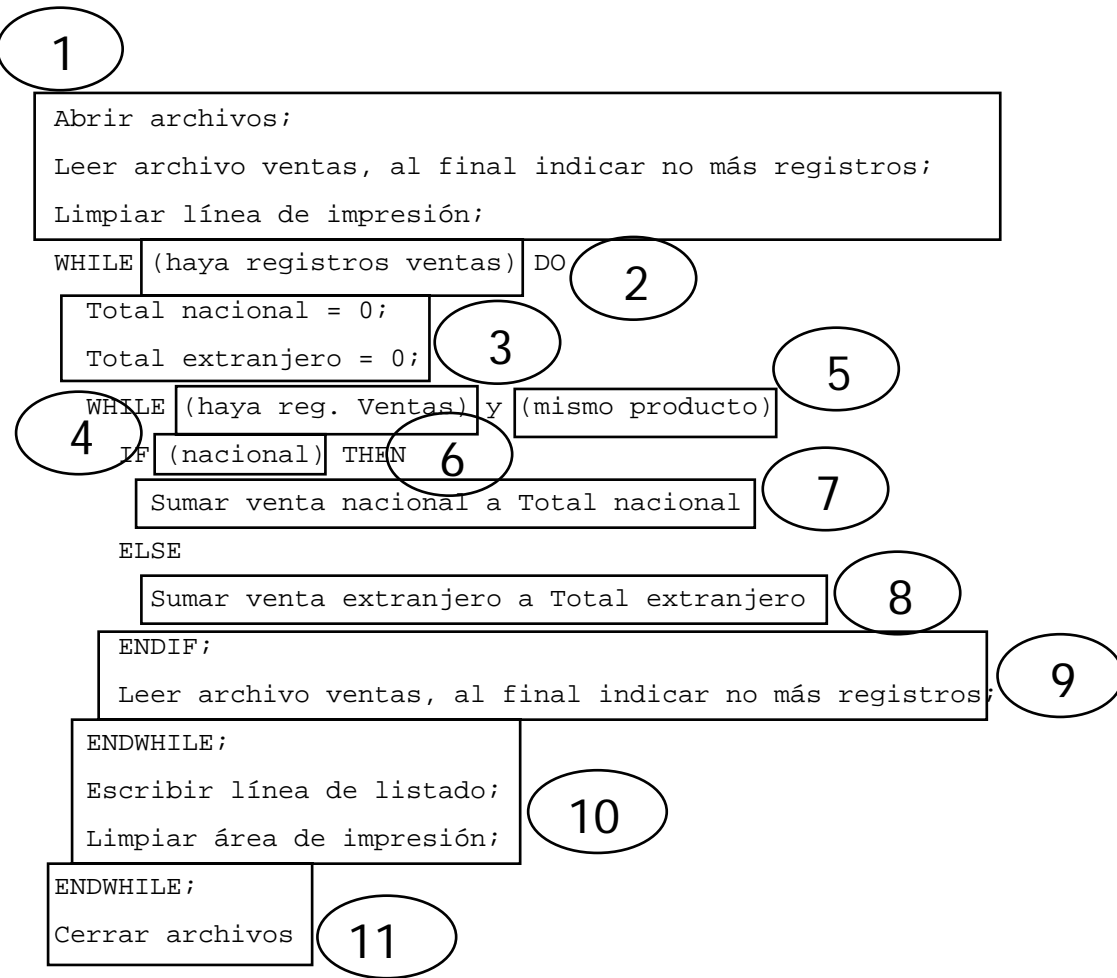 1
Abrir archivos;
Leer archivo ventas, al final indicar no más registros;
Limpiar línea de impresión;
WHILE (haya registros ventas) DO
2
Total nacional = 0;
Total extranjero = 0;
3
5
WHILE (haya reg. Ventas) y (mismo producto)
4
IF (nacional) THEN
6
Sumar venta nacional a Total nacional
7
ELSE
Sumar venta extranjero a Total extranjero
8
ENDIF;
Leer archivo ventas, al final indicar no más registros;
9
ENDWHILE;
Escribir línea de listado;
Limpiar área de impresión;
10
ENDWHILE;
Cerrar archivos
11